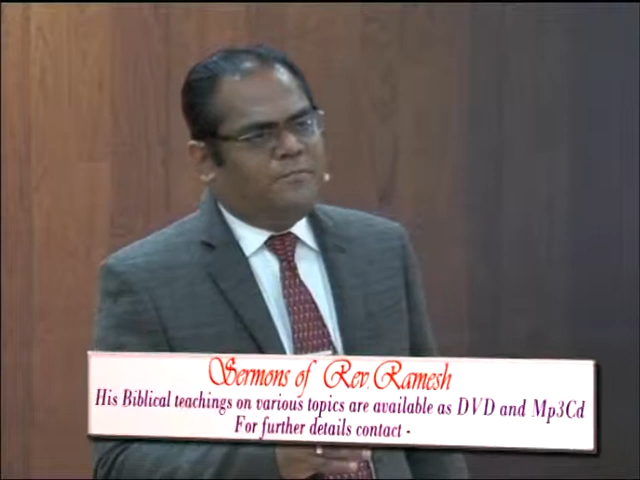 Sermons of Rev.Ramesh
His Biblical teachings on various topics are available as DVD and Mp3Cd
For further details contact -